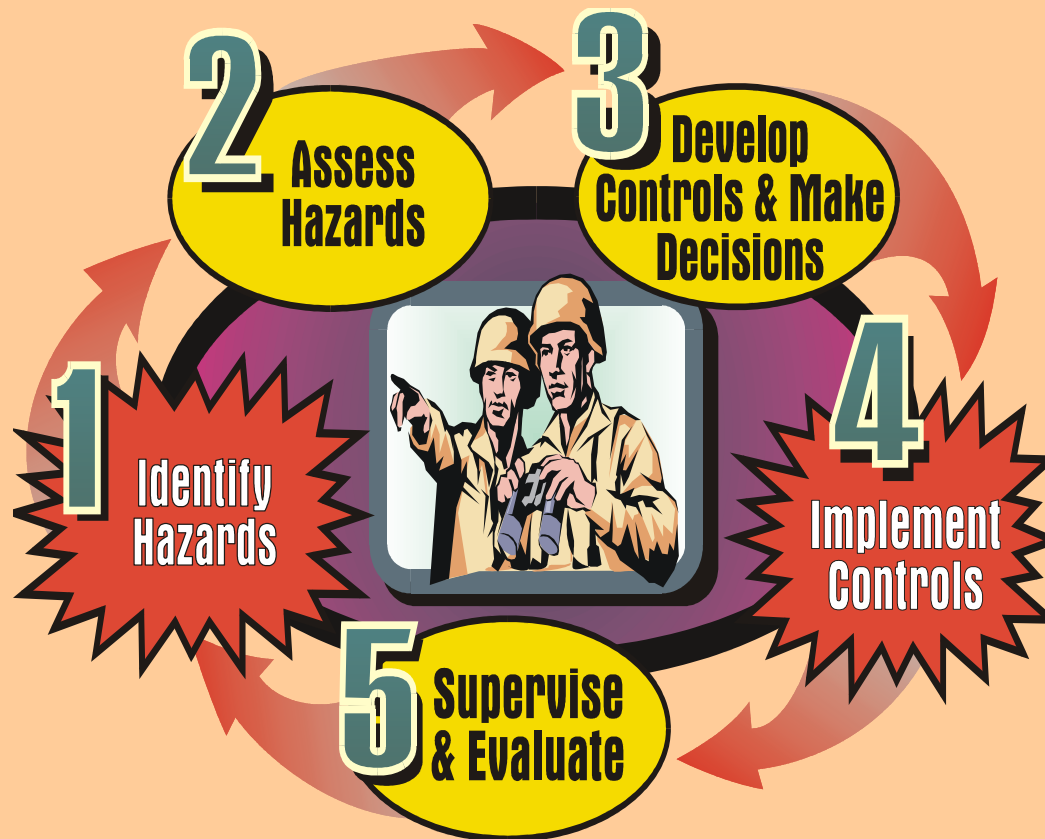 1
Identify
Hazards
2
Assess
Hazards
3
Develop
Controls & Make
Decisions
4
Implement
Controls
5
Supervise
& Evaluate